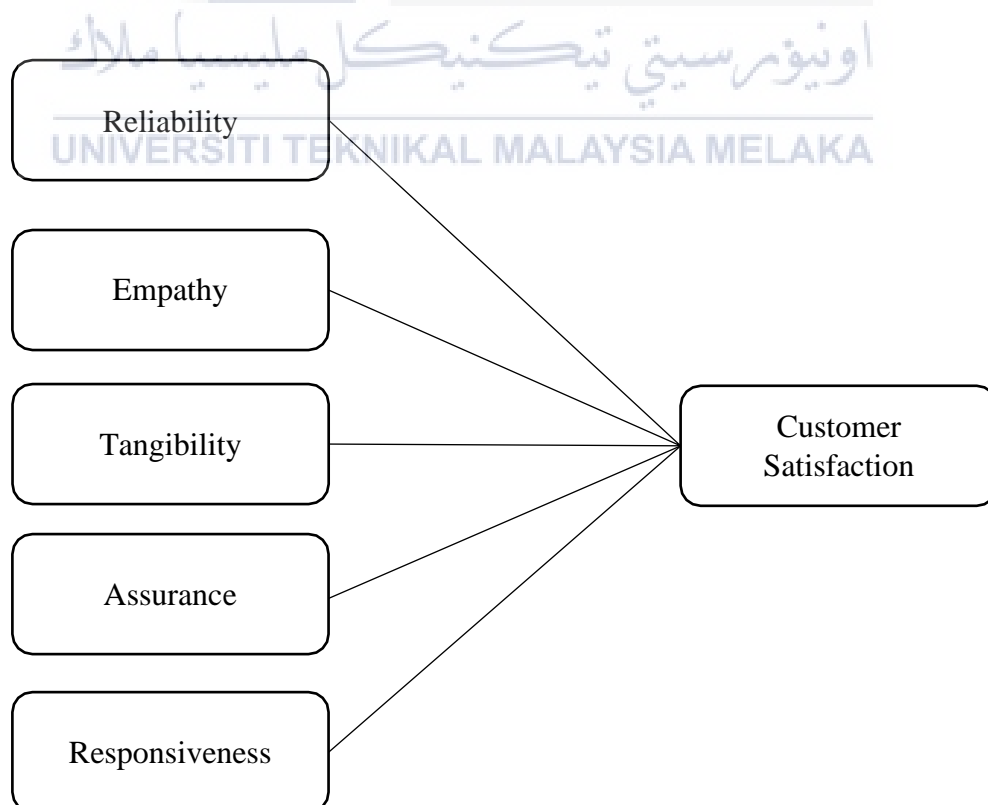 اونيۏرسيتي تيكنيكل مليسيا ملاك
UNIVERSITI TEKNIKAL MALAYSIA MELAKA
Reliability
Empathy
Tangibility
Assurance
Responsiveness
Customer
Satisfaction